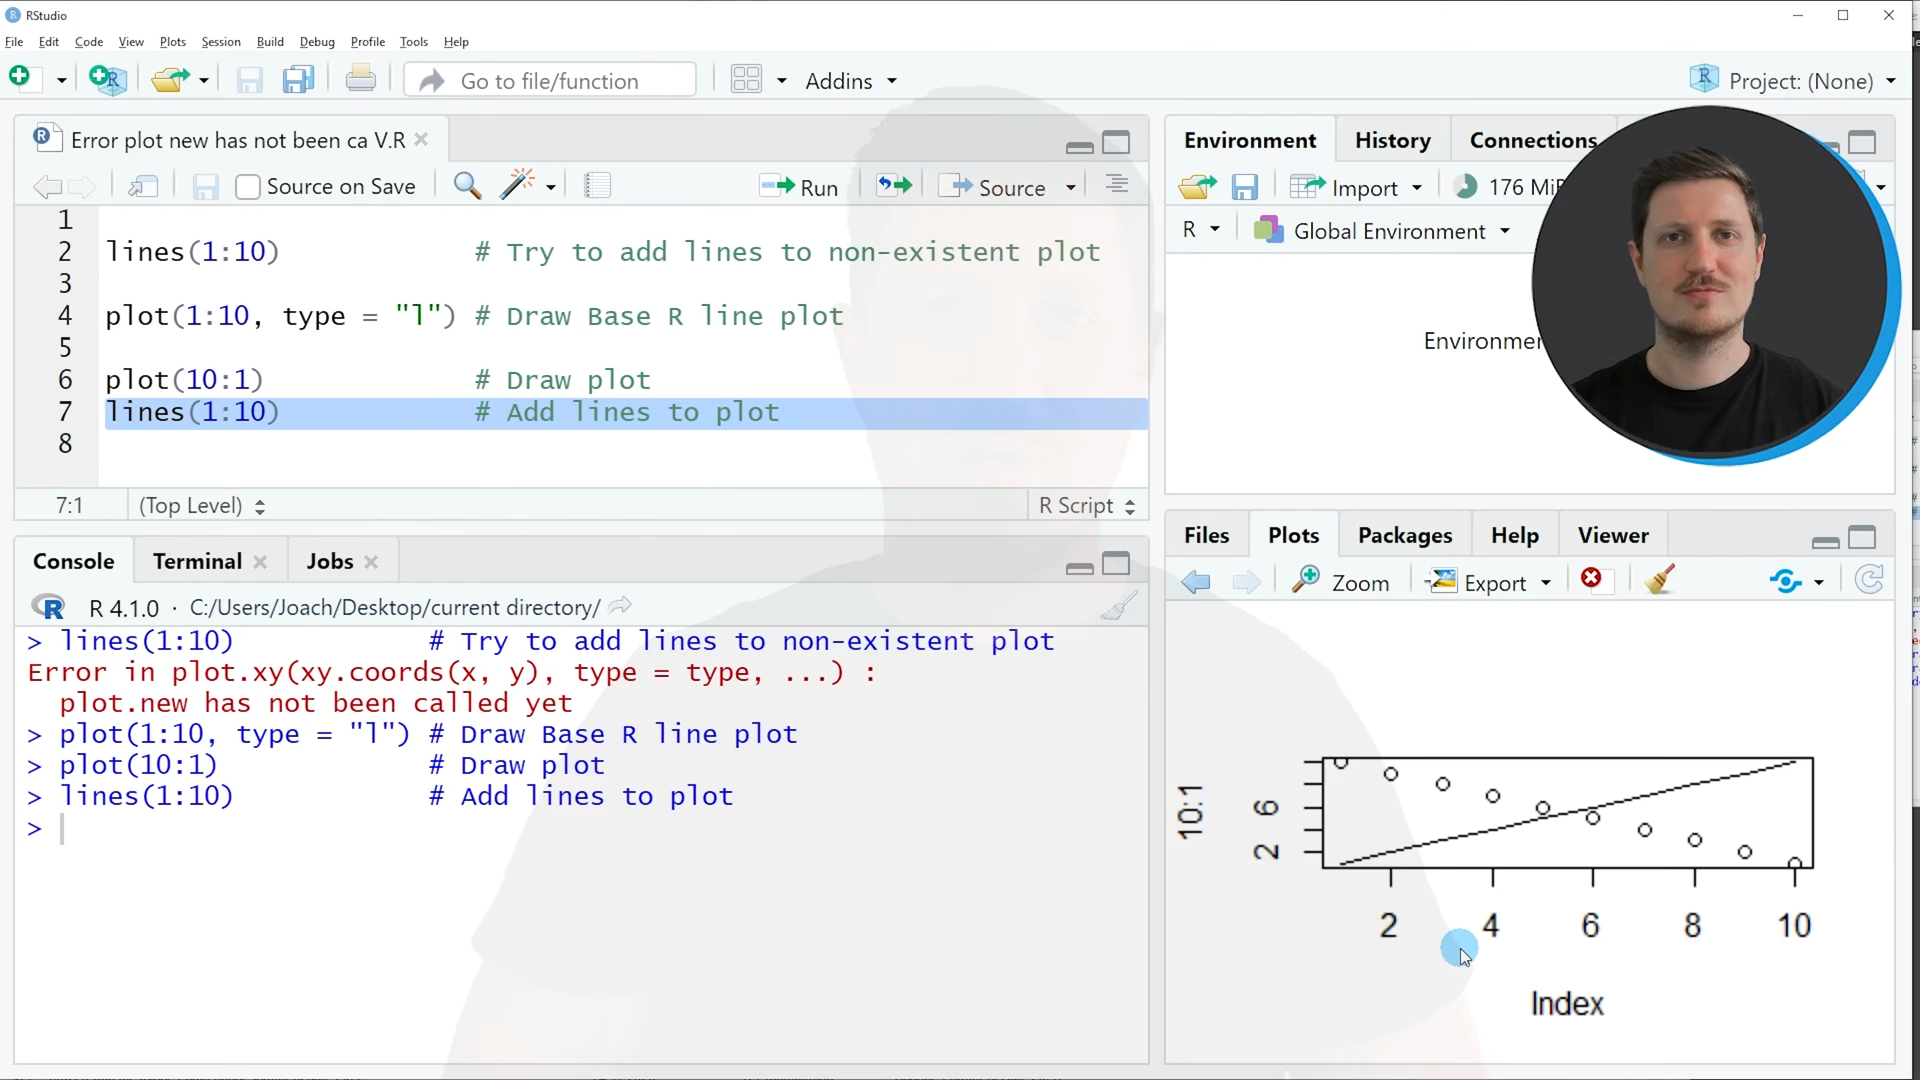 RStudio
File Edit Code View Plots Session Build Debug Profile Tools Help
Go to file/function Addins Project: (None)
Error plot new has not been ca V.R
Source on Save Run Source
1
2 lines(1:10) # Try to add lines to non-existent plot
3
4 plot(1:10, type = "l") # Draw Base R line plot
5
6 plot(10:1) # Draw plot
7 lines(1:10) # Add lines to plot
8
7:1 (Top Level) R Script
Console Terminal Jobs
R 4.1.0 · C:/Users/Joach/Desktop/current directory/
> lines(1:10) # Try to add lines to non-existent plot
Error in plot.xy(xy.coords(x, y), type = type, ...) :
plot.new has not been called yet
> plot(1:10, type = "l") # Draw Base R line plot
> plot(10:1) # Draw plot
> lines(1:10) # Add lines to plot
>
Environment History Connections
Import 176 MiB
R Global Environment
Environmen
Files Plots Packages Help Viewer
Zoom Export
10:1
6
2
2 4 6 8 10
Index